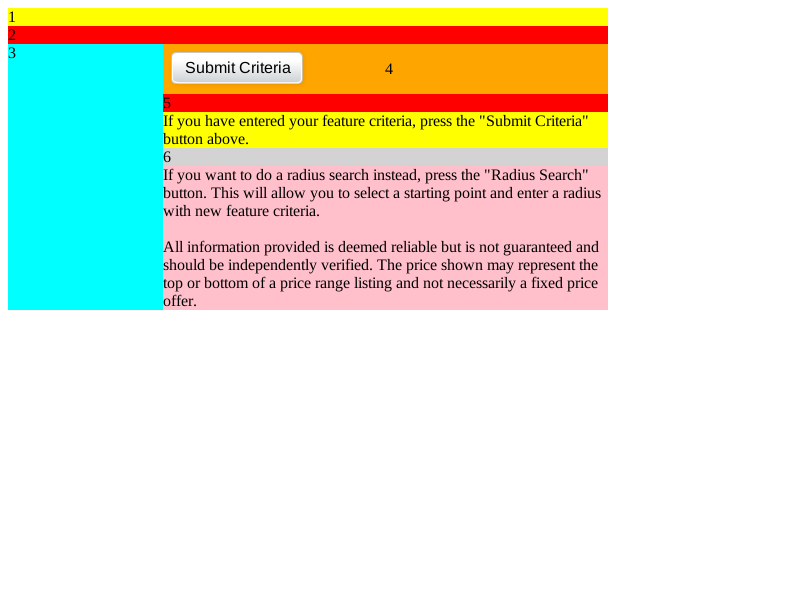 1
2
3
Submit Criteria 4
5
If you have entered your feature criteria, press the "Submit Criteria"
button above.
6
If you want to do a radius search instead, press the "Radius Search"
button. This will allow you to select a starting point and enter a radius
with new feature criteria.
All information provided is deemed reliable but is not guaranteed and
should be independently verified. The price shown may represent the
top or bottom of a price range listing and not necessarily a fixed price
offer.